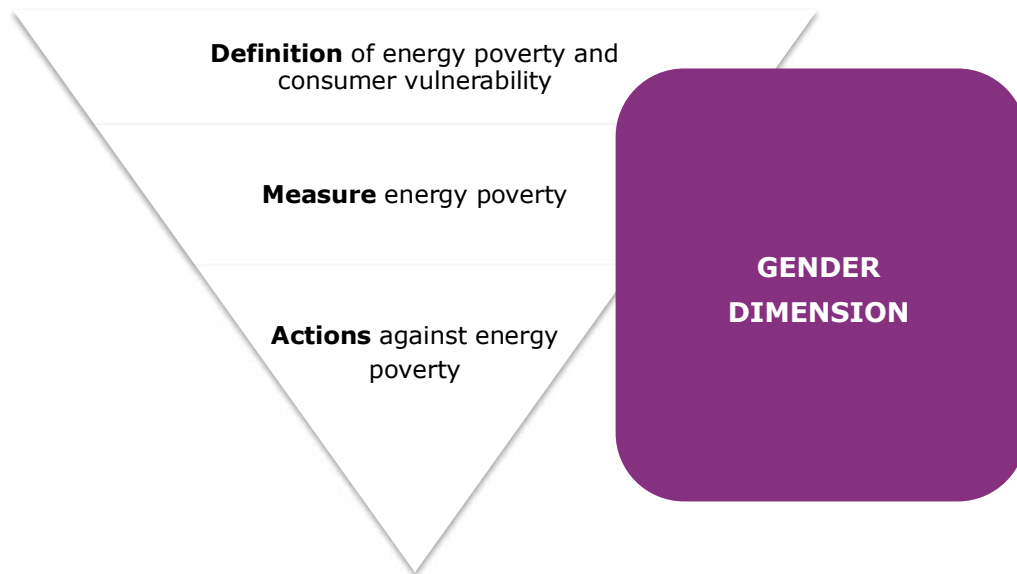 Definition of energy poverty and
consumer vulnerability
Measure energy poverty
GENDER
DIMENSION
Actions against energy
poverty